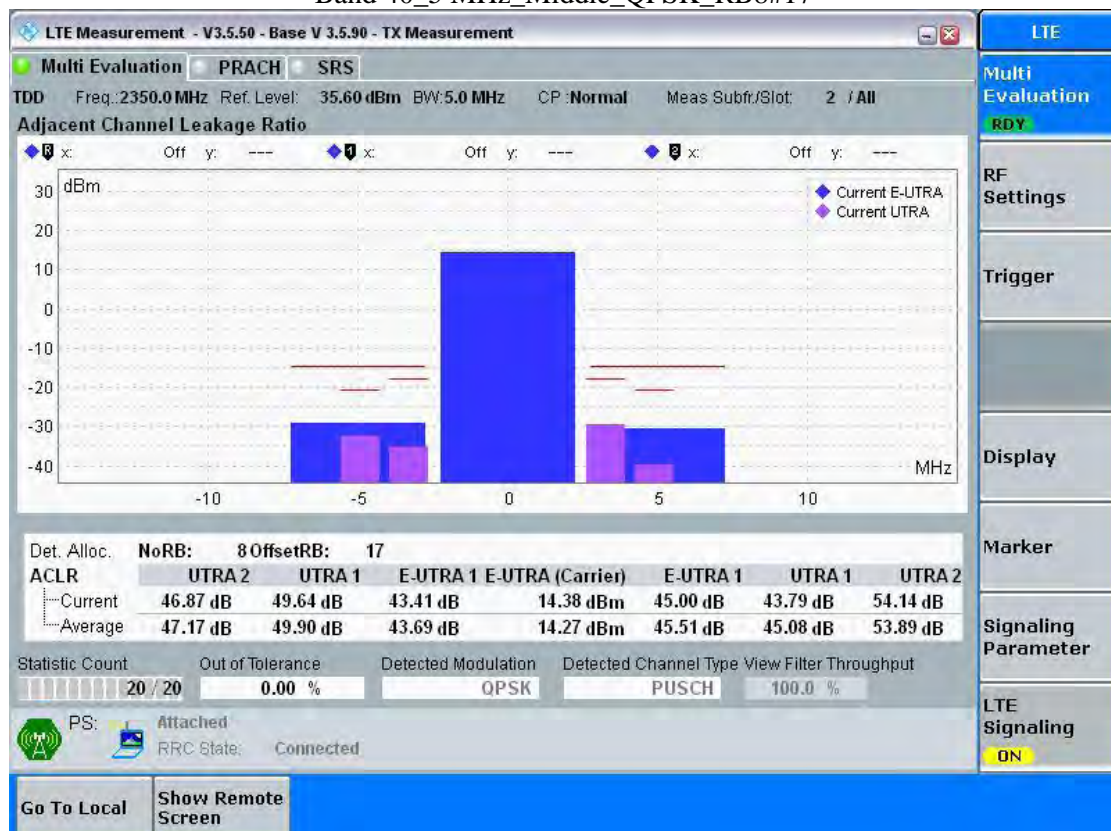 Band 40_5 MHz_Middle_QPSK_RB8#17
LTE Measurement - V3.5.50 - Base V 3.5.90 - TX Measurement
LTE
Multi Evaluation PRACH SRS
TDD Freq.:2350.0 MHz Ref. Level: 35.60 dBm BW:5.0 MHz CP :Normal Meas Subfr./Slot: 2 / All
Adjacent Channel Leakage Ratio
R x: Off y: --- 1 x: Off y: --- 2 x: Off y: ---
dBm
Current E-UTRA
Current UTRA
30
20
10
0
-10
-20
-30
-40
MHz
-10 -5 0 5 10
Det. Alloc. NoRB: 8 OffsetRB: 17
ACLR UTRA 2 UTRA 1 E-UTRA 1 E-UTRA (Carrier) E-UTRA 1 UTRA 1 UTRA 2
Current 46.87 dB 49.64 dB 43.41 dB 14.38 dBm 45.00 dB 43.79 dB 54.14 dB
Average 47.17 dB 49.90 dB 43.69 dB 14.27 dBm 45.51 dB 45.08 dB 53.89 dB
Statistic Count Out of Tolerance Detected Modulation Detected Channel Type View Filter Throughput
20 / 20 0.00 % QPSK PUSCH 100.0 %
PS: Attached
RRC State: Connected
Multi
Evaluation
RDY
RF
Settings
Trigger
Display
Marker
Signaling
Parameter
LTE
Signaling
ON
Go To Local
Show Remote
Screen